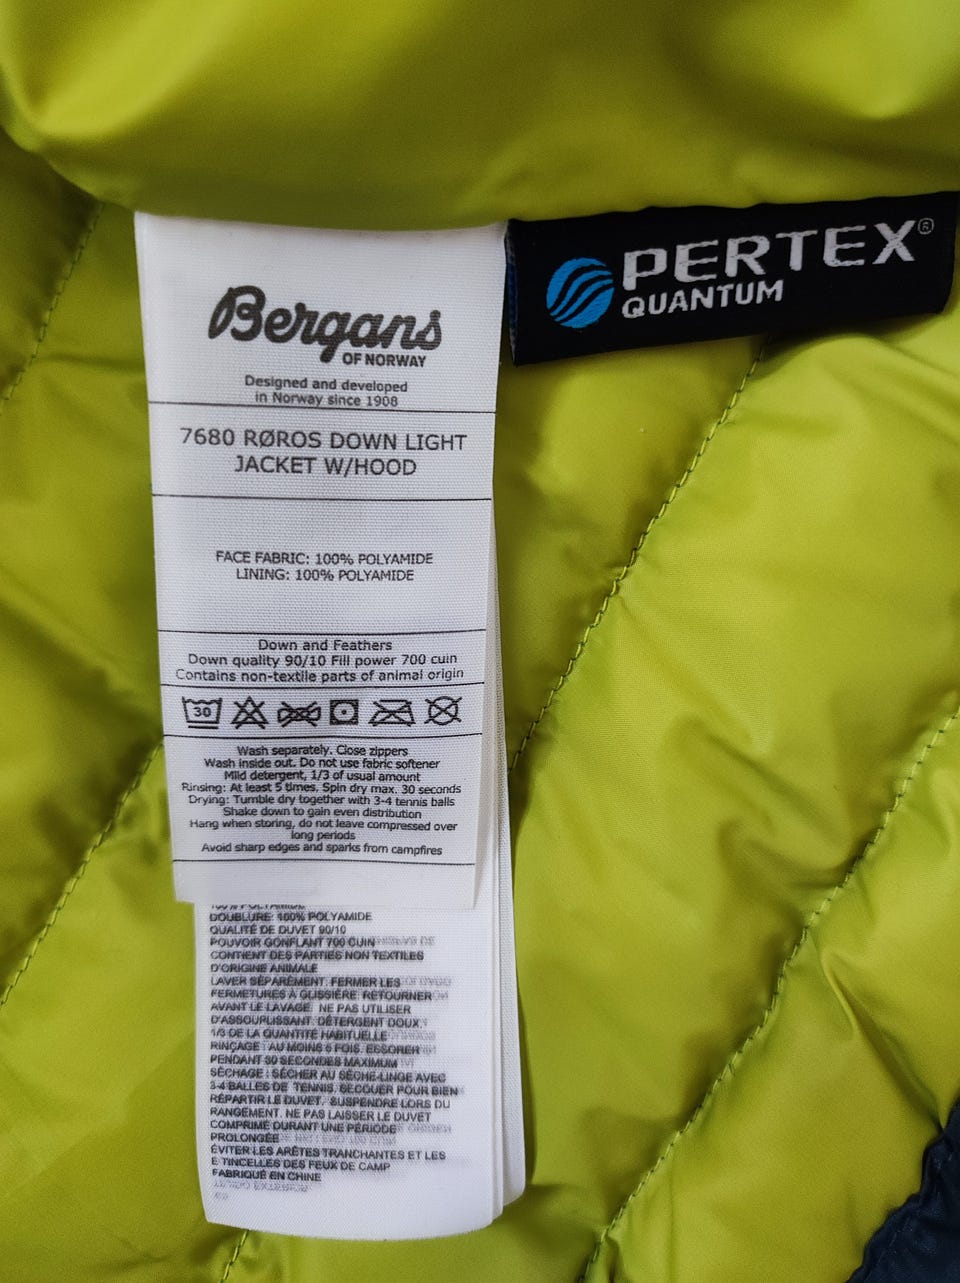 Bergans
OF NORWAY
Designed and developed
in Norway since 1908
7680 RØROS DOWN LIGHT
JACKET W/HOOD
FACE FABRIC: 100% POLYAMIDE
LINING: 100% POLYAMIDE
Down and Feathers
Down quality 90/10 Fill power 700 cuin
Contains non-textile parts of animal origin
30
Wash separately. Close zippers
Wash inside out. Do not use fabric softener
Mild detergent, 1/3 of usual amount
Rinsing: At least 5 times. Spin dry max. 30 seconds
Drying: Tumble dry together with 3-4 tennis balls
Shake down to gain even distribution
Hang when storing, do not leave compressed over
long periods
Avoid sharp edges and sparks from campfires
PERTEX®
QUANTUM
100% POLYAMIDE
DOUBLURE: 100% POLYAMIDE
QUALITÉ DE DUVET 90/10
POUVOIR GONFLANT 700 CUIN
CONTIENT DES PARTIES NON TEXTILES
D'ORIGINE ANIMALE
LAVER SÉPARÉMENT. FERMER LES
FERMETURES À GLISSIÈRE. RETOURNER
AVANT LE LAVAGE. NE PAS UTILISER
D'ASSOUPLISSANT. DÉTERGENT DOUX,
1/3 DE LA QUANTITÉ HABITUELLE
RINÇAGE : AU MOINS 5 FOIS. ESSORER
PENDANT 30 SECONDES MAXIMUM
SÉCHAGE : SÉCHER AU SÈCHE-LINGE AVEC
3-4 BALLES DE TENNIS, SECOUER POUR BIEN
RÉPARTIR LE DUVET. SUSPENDRE LORS DU
RANGEMENT. NE PAS LAISSER LE DUVET
COMPRIMÉ DURANT UNE PÉRIODE
PROLONGÉE
ÉVITER LES ARÊTES TRANCHANTES ET LES
É TINCELLES DES FEUX DE CAMP
FABRIQUÉ EN CHINE